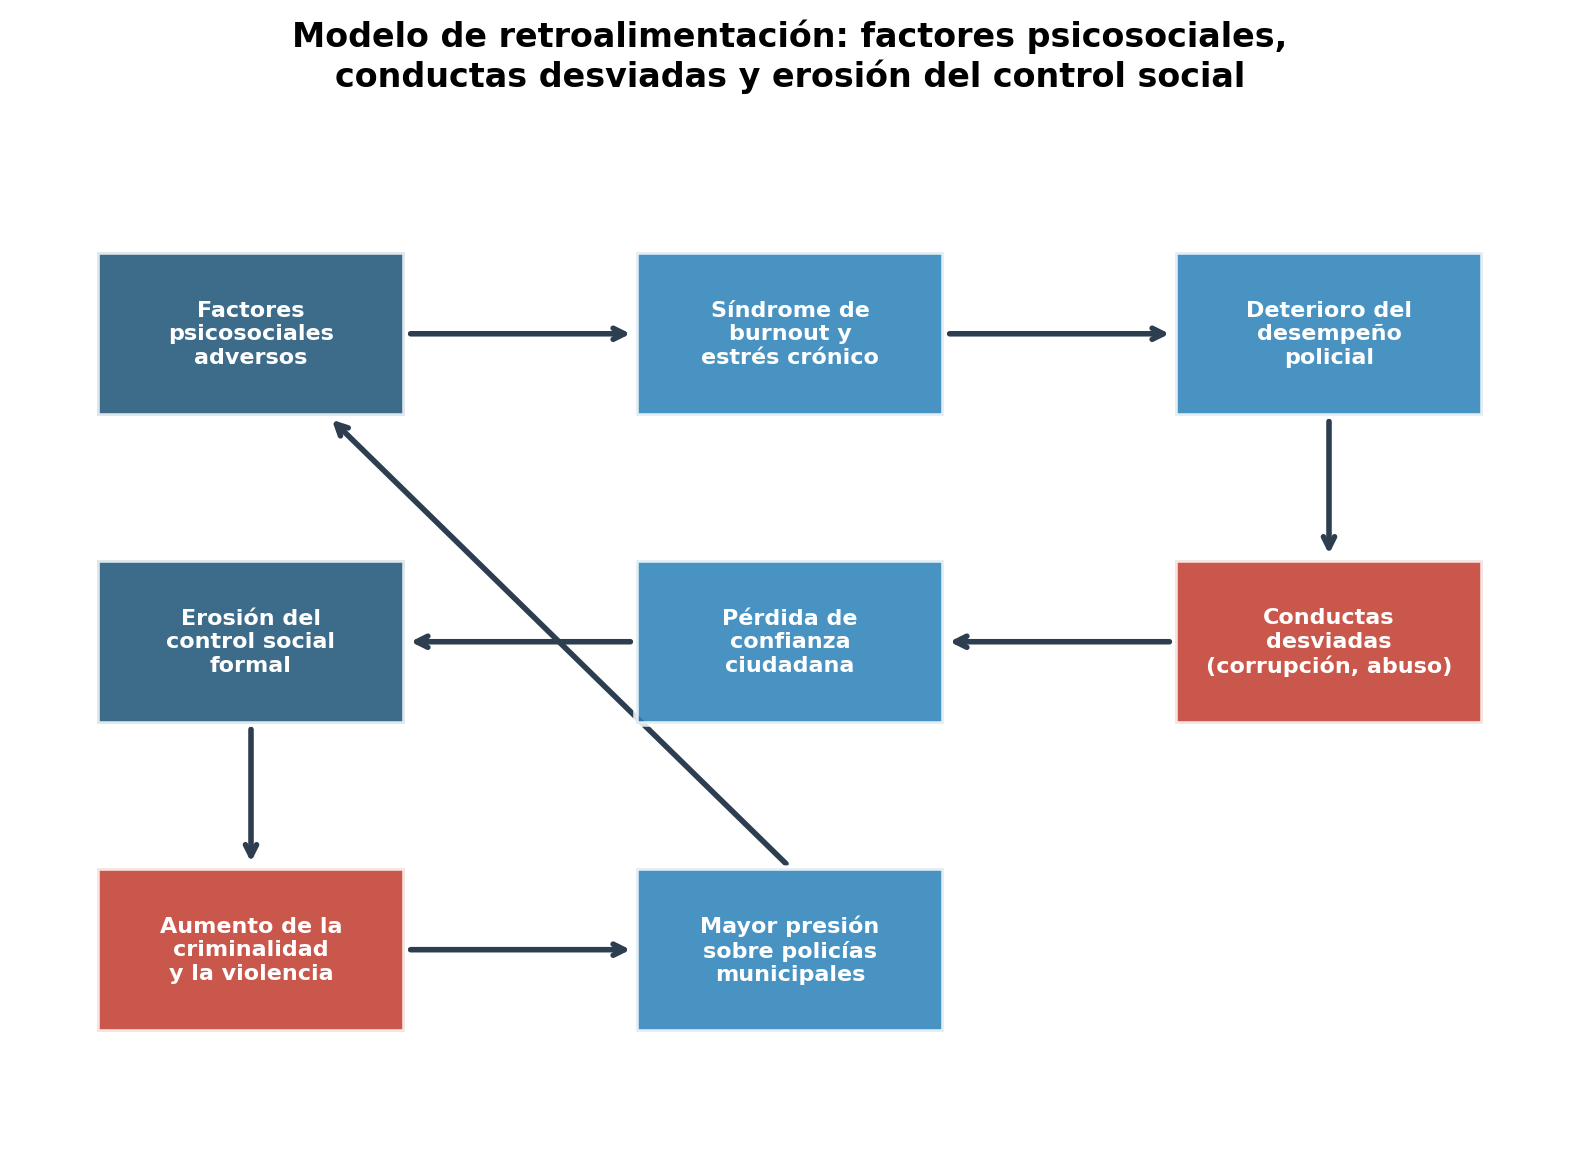 Modelo de retroalimentación: factores psicosociales,
conductas desviadas y erosión del control social
Factores
psicosociales
adversos
Síndrome de
burnout y
estrés crónico
Deterioro del
desempeño
policial
Erosión del
control social
formal
Pérdida de
confianza
ciudadana
Conductas
desviadas
(corrupción, abuso)
Aumento de la
criminalidad
y la violencia
Mayor presión
sobre policías
municipales